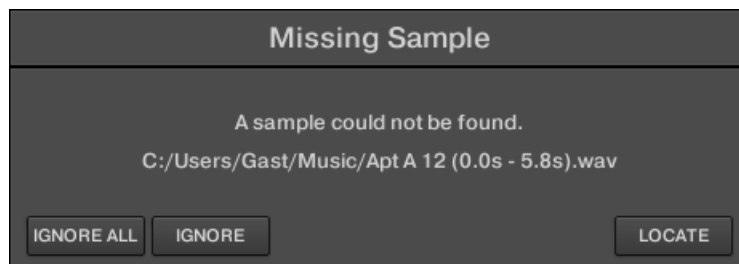 Missing Sample
A sample could not be found.
C:/Users/Gast/Music/Apt A 12 (0.0s - 5.8s).wav
IGNORE ALL IGNORE LOCATE